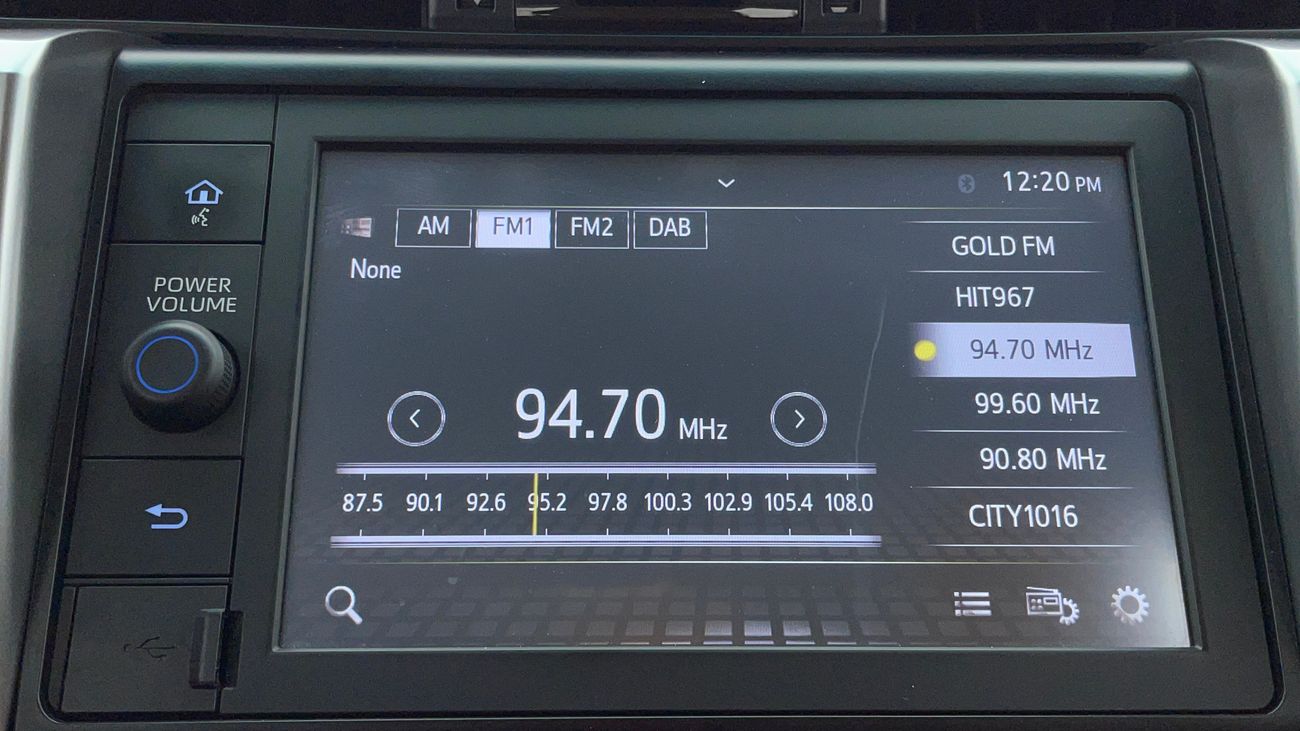 12:20 PM
AM FM1 FM2 DAB
None
POWER
VOLUME
94.70 MHz
87.5 90.1 92.6 95.2 97.8 100.3 102.9 105.4 108.0
GOLD FM
HIT967
94.70 MHz
99.60 MHz
90.80 MHz
CITY1016